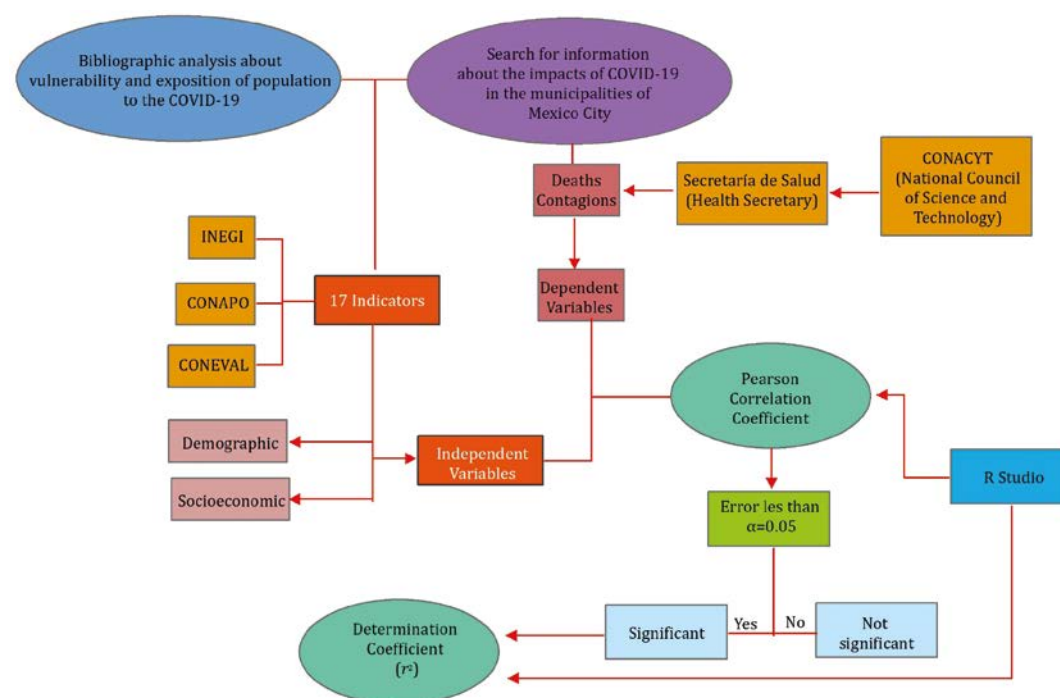 Bibliographic analysis about
vulnerability and exposition of population
to the COVID-19
Search for information
about the impacts of COVID-19
in the municipalities of
Mexico City
Deaths
Contagions
Secretaría de Salud
(Health Secretary)
CONACYT
(National Council
of Science and
Technology)
INEGI
CONAPO
CONEVAL
17 Indicators
Dependent
Variables
Pearson
Correlation
Coefficient
Demographic
Socioeconomic
Independent
Variables
R Studio
Error les than
α=0.05
Yes
No
Significant
Not
significant
Determination
Coefficient
(r²)